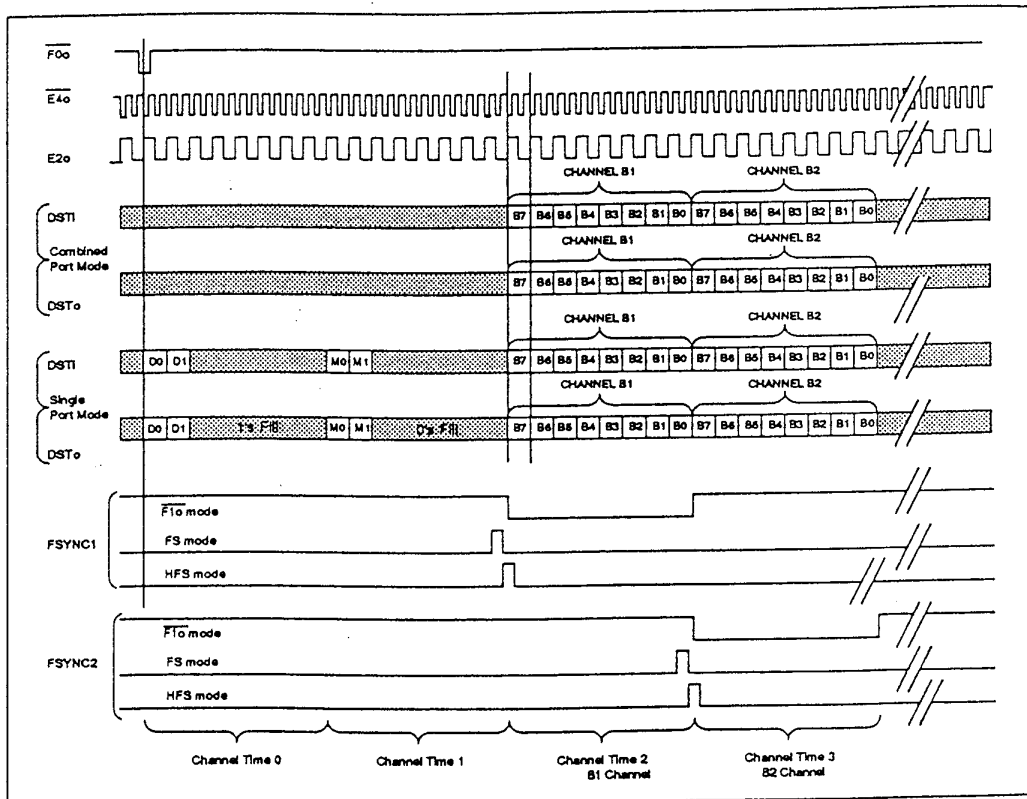 F0o
E4o
E2o
CHANNEL B1 CHANNEL B2
DSTi B7 B6 B5 B4 B3 B2 B1 B0 B7 B6 B5 B4 B3 B2 B1 B0
Combined
Port Mode
CHANNEL B1 CHANNEL B2
B7 B6 B5 B4 B3 B2 B1 B0 B7 B6 B5 B4 B3 B2 B1 B0
DSTo
CHANNEL B1 CHANNEL B2
DSTi D0 D1 M0 M1 B7 B6 B5 B4 B3 B2 B1 B0 B7 B6 B5 B4 B3 B2 B1 B0
Single
Port Mode
CHANNEL B1 CHANNEL B2
D0 D1 1's Fill M0 M1 0's Fill B7 B6 B5 B4 B3 B2 B1 B0 B7 B6 B5 B4 B3 B2 B1 B0
DSTo
F1o mode
FSYNC1 FS mode
HFS mode
F1o mode
FSYNC2 FS mode
HFS mode
Channel Time 0 Channel Time 1 Channel Time 2 Channel Time 3
B1 Channel B2 Channel